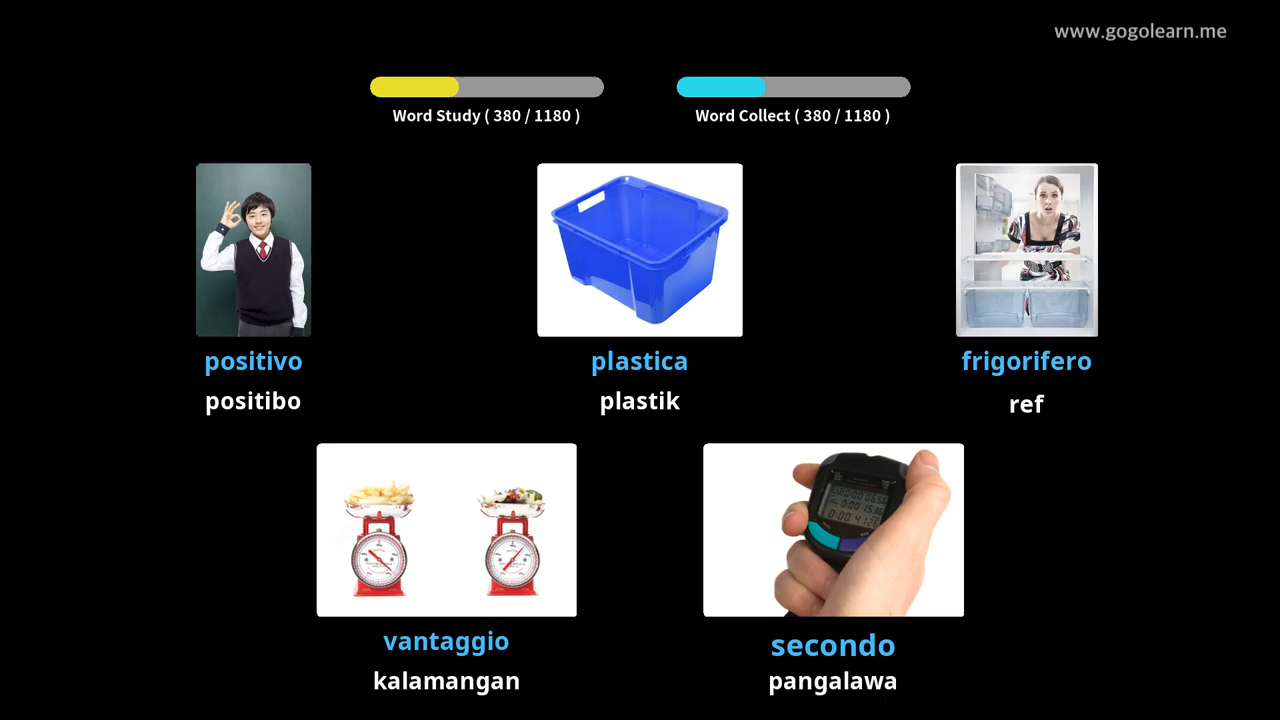 www.gogolearn.me
Word Study ( 380 / 1180 )
Word Collect ( 380 / 1180 )
positivo
positibo
plastica
plastik
frigorifero
ref
vantaggio
kalamangan
secondo
pangalawa